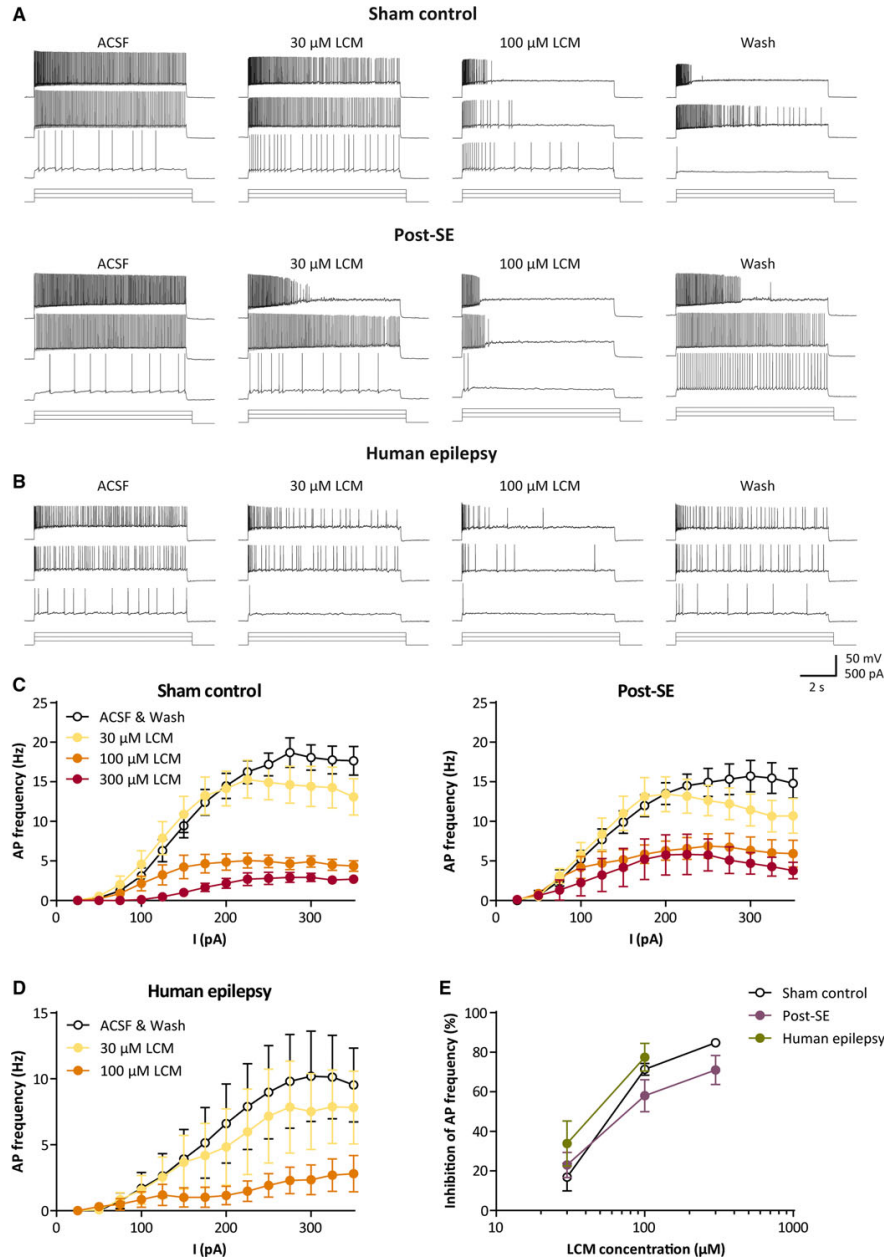 A
Sham control
ACSF 30 µM LCM 100 µM LCM Wash
Post-SE
ACSF 30 µM LCM 100 µM LCM Wash
B
Human epilepsy
ACSF 30 µM LCM 100 µM LCM Wash
50 mV
500 pA
2 s
C
Sham control
ACSF & Wash
30 µM LCM
100 µM LCM
300 µM LCM
AP frequency (Hz)
25
20
15
10
5
0
100 200 300
I (pA)
Post-SE
AP frequency (Hz)
25
20
15
10
5
0
100 200 300
I (pA)
D
Human epilepsy
ACSF & Wash
30 µM LCM
100 µM LCM
AP frequency (Hz)
15
10
5
0
100 200 300
I (pA)
E
Sham control
Post-SE
Human epilepsy
Inhibition of AP frequency (%)
100
80
60
40
20
0
10 100 1000
LCM concentration (µM)